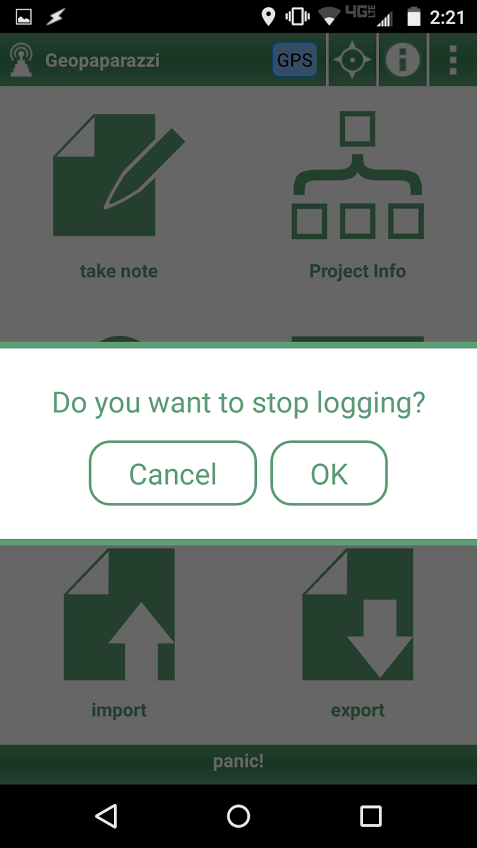 4G LTE 2:21
Geopaparazzi GPS
take note Project Info
Do you want to stop logging?
Cancel OK
import export
panic!